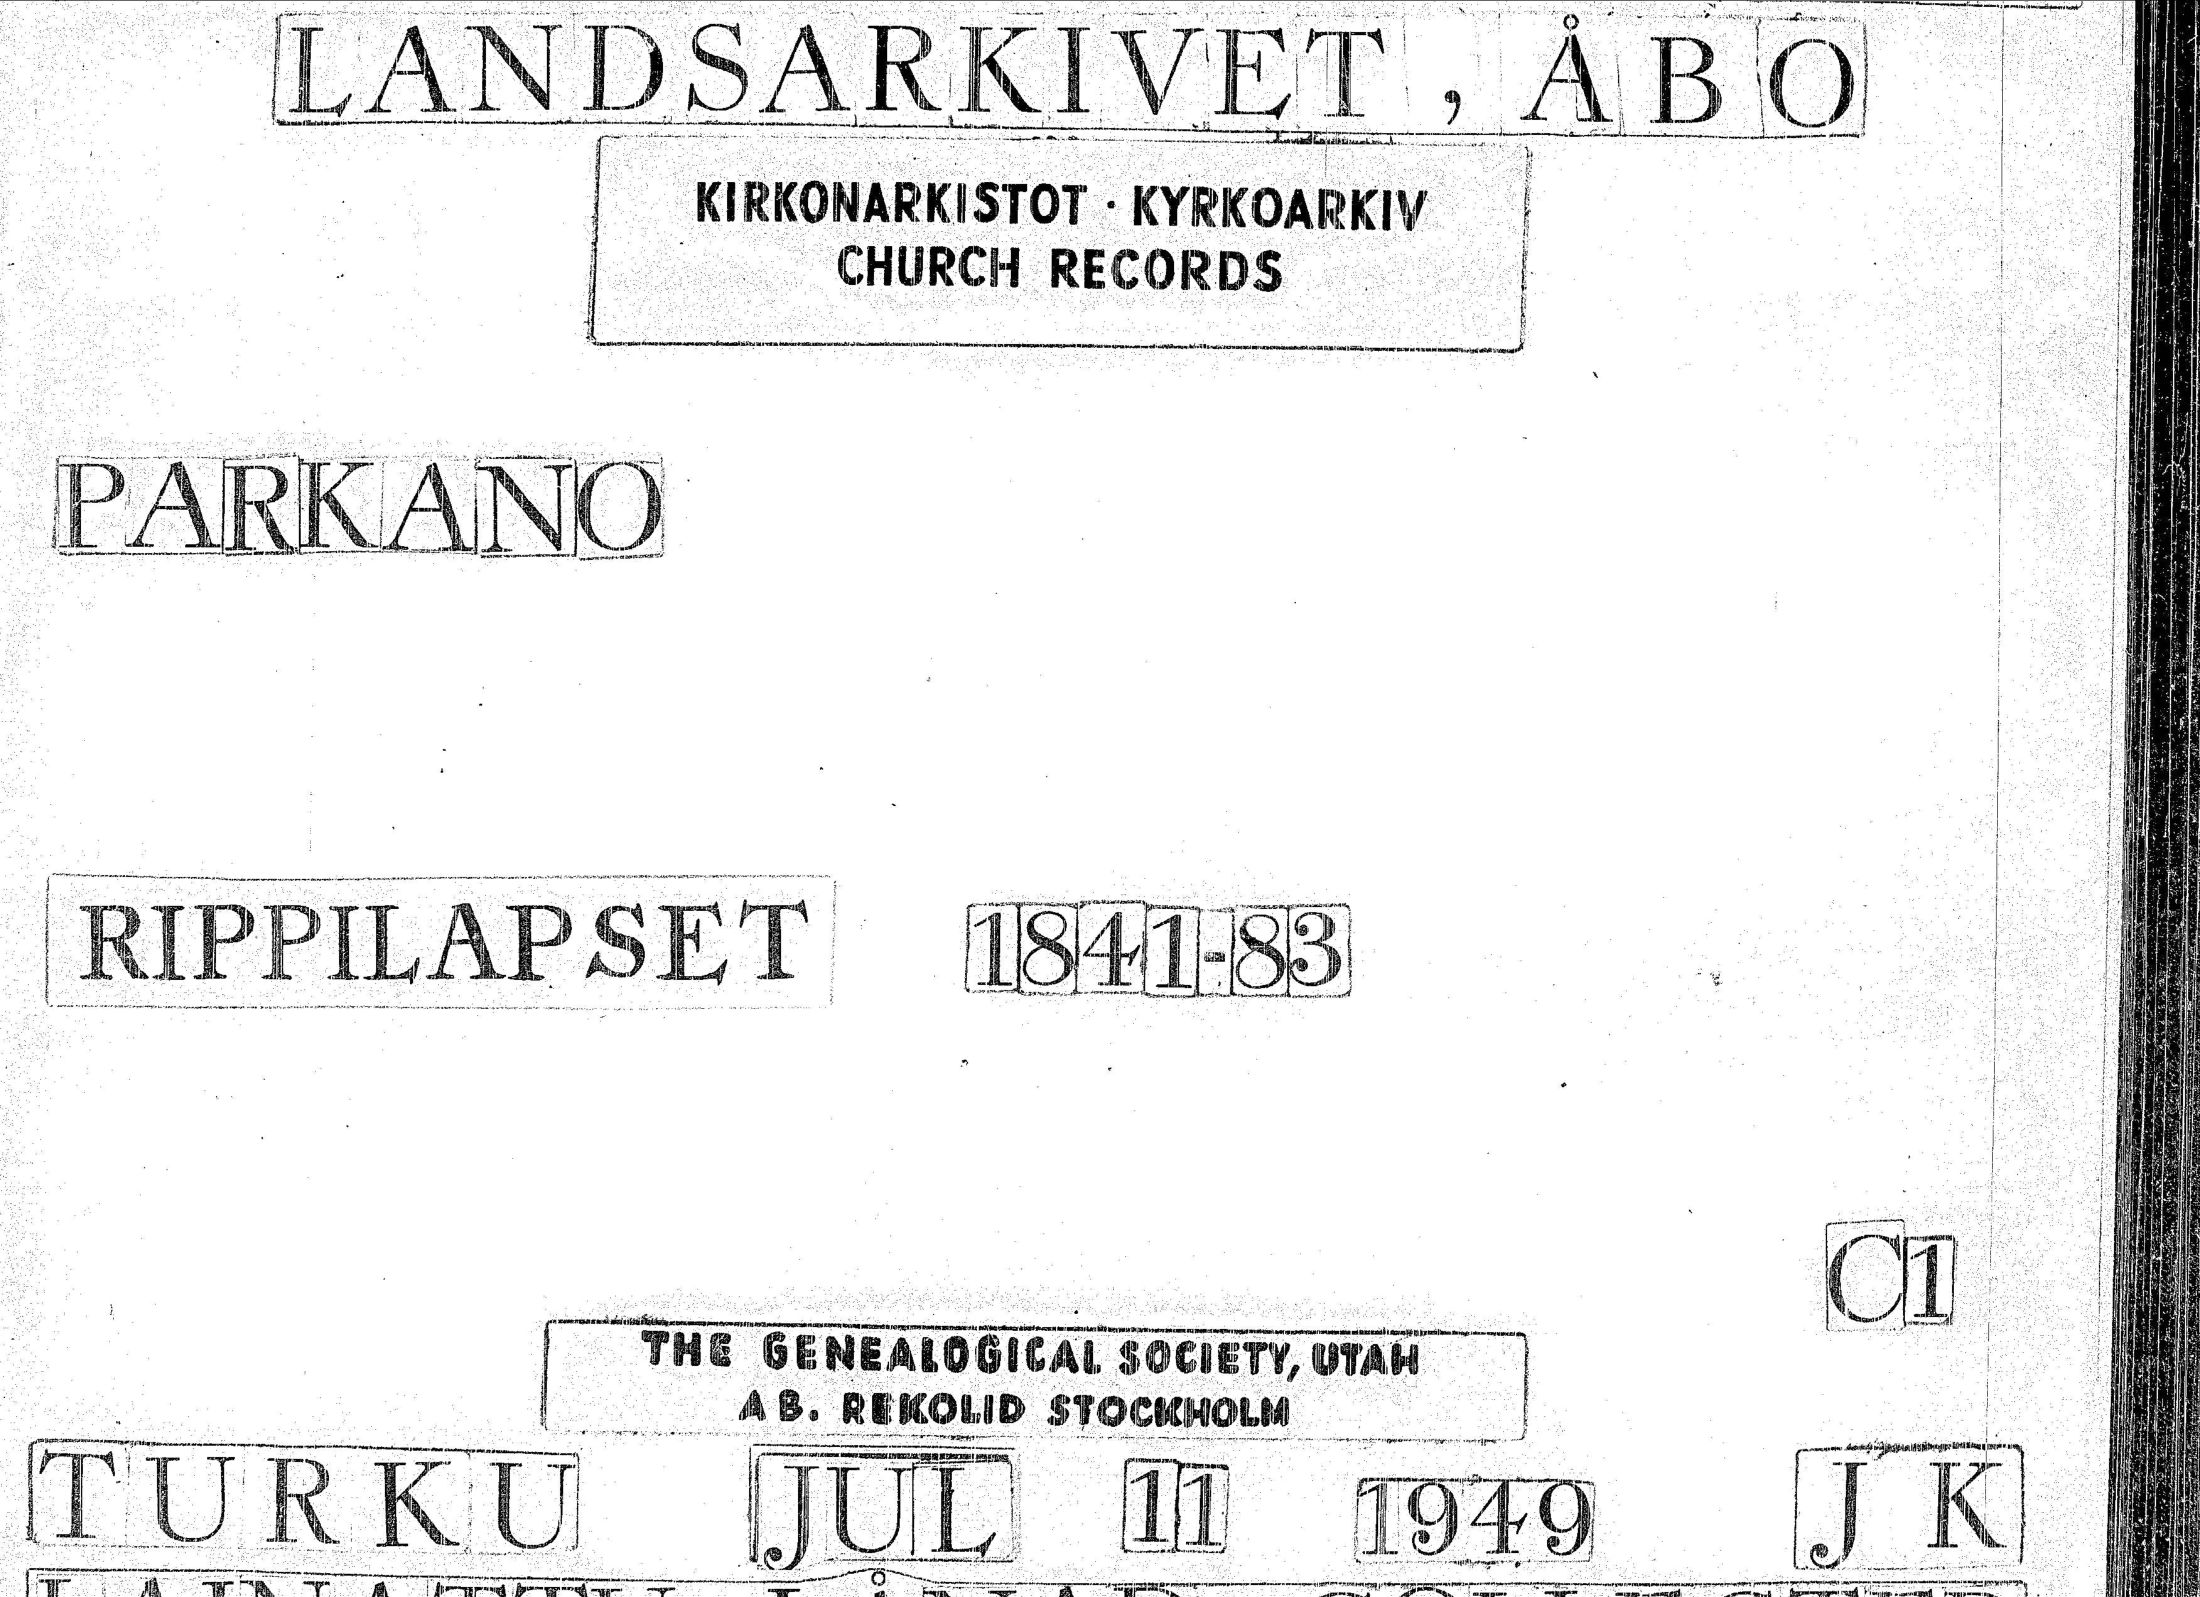 LANDSARKIVET, ÅBO
KIRKONARKISTOT · KYRKOARKIV
CHURCH RECORDS
PARKANO
RIPPILAPSET 1841-83
C1
THE GENEALOGICAL SOCIETY, UTAH
AB. REKOLID STOCKHOLM
TURKU JUL 11 1949 J K